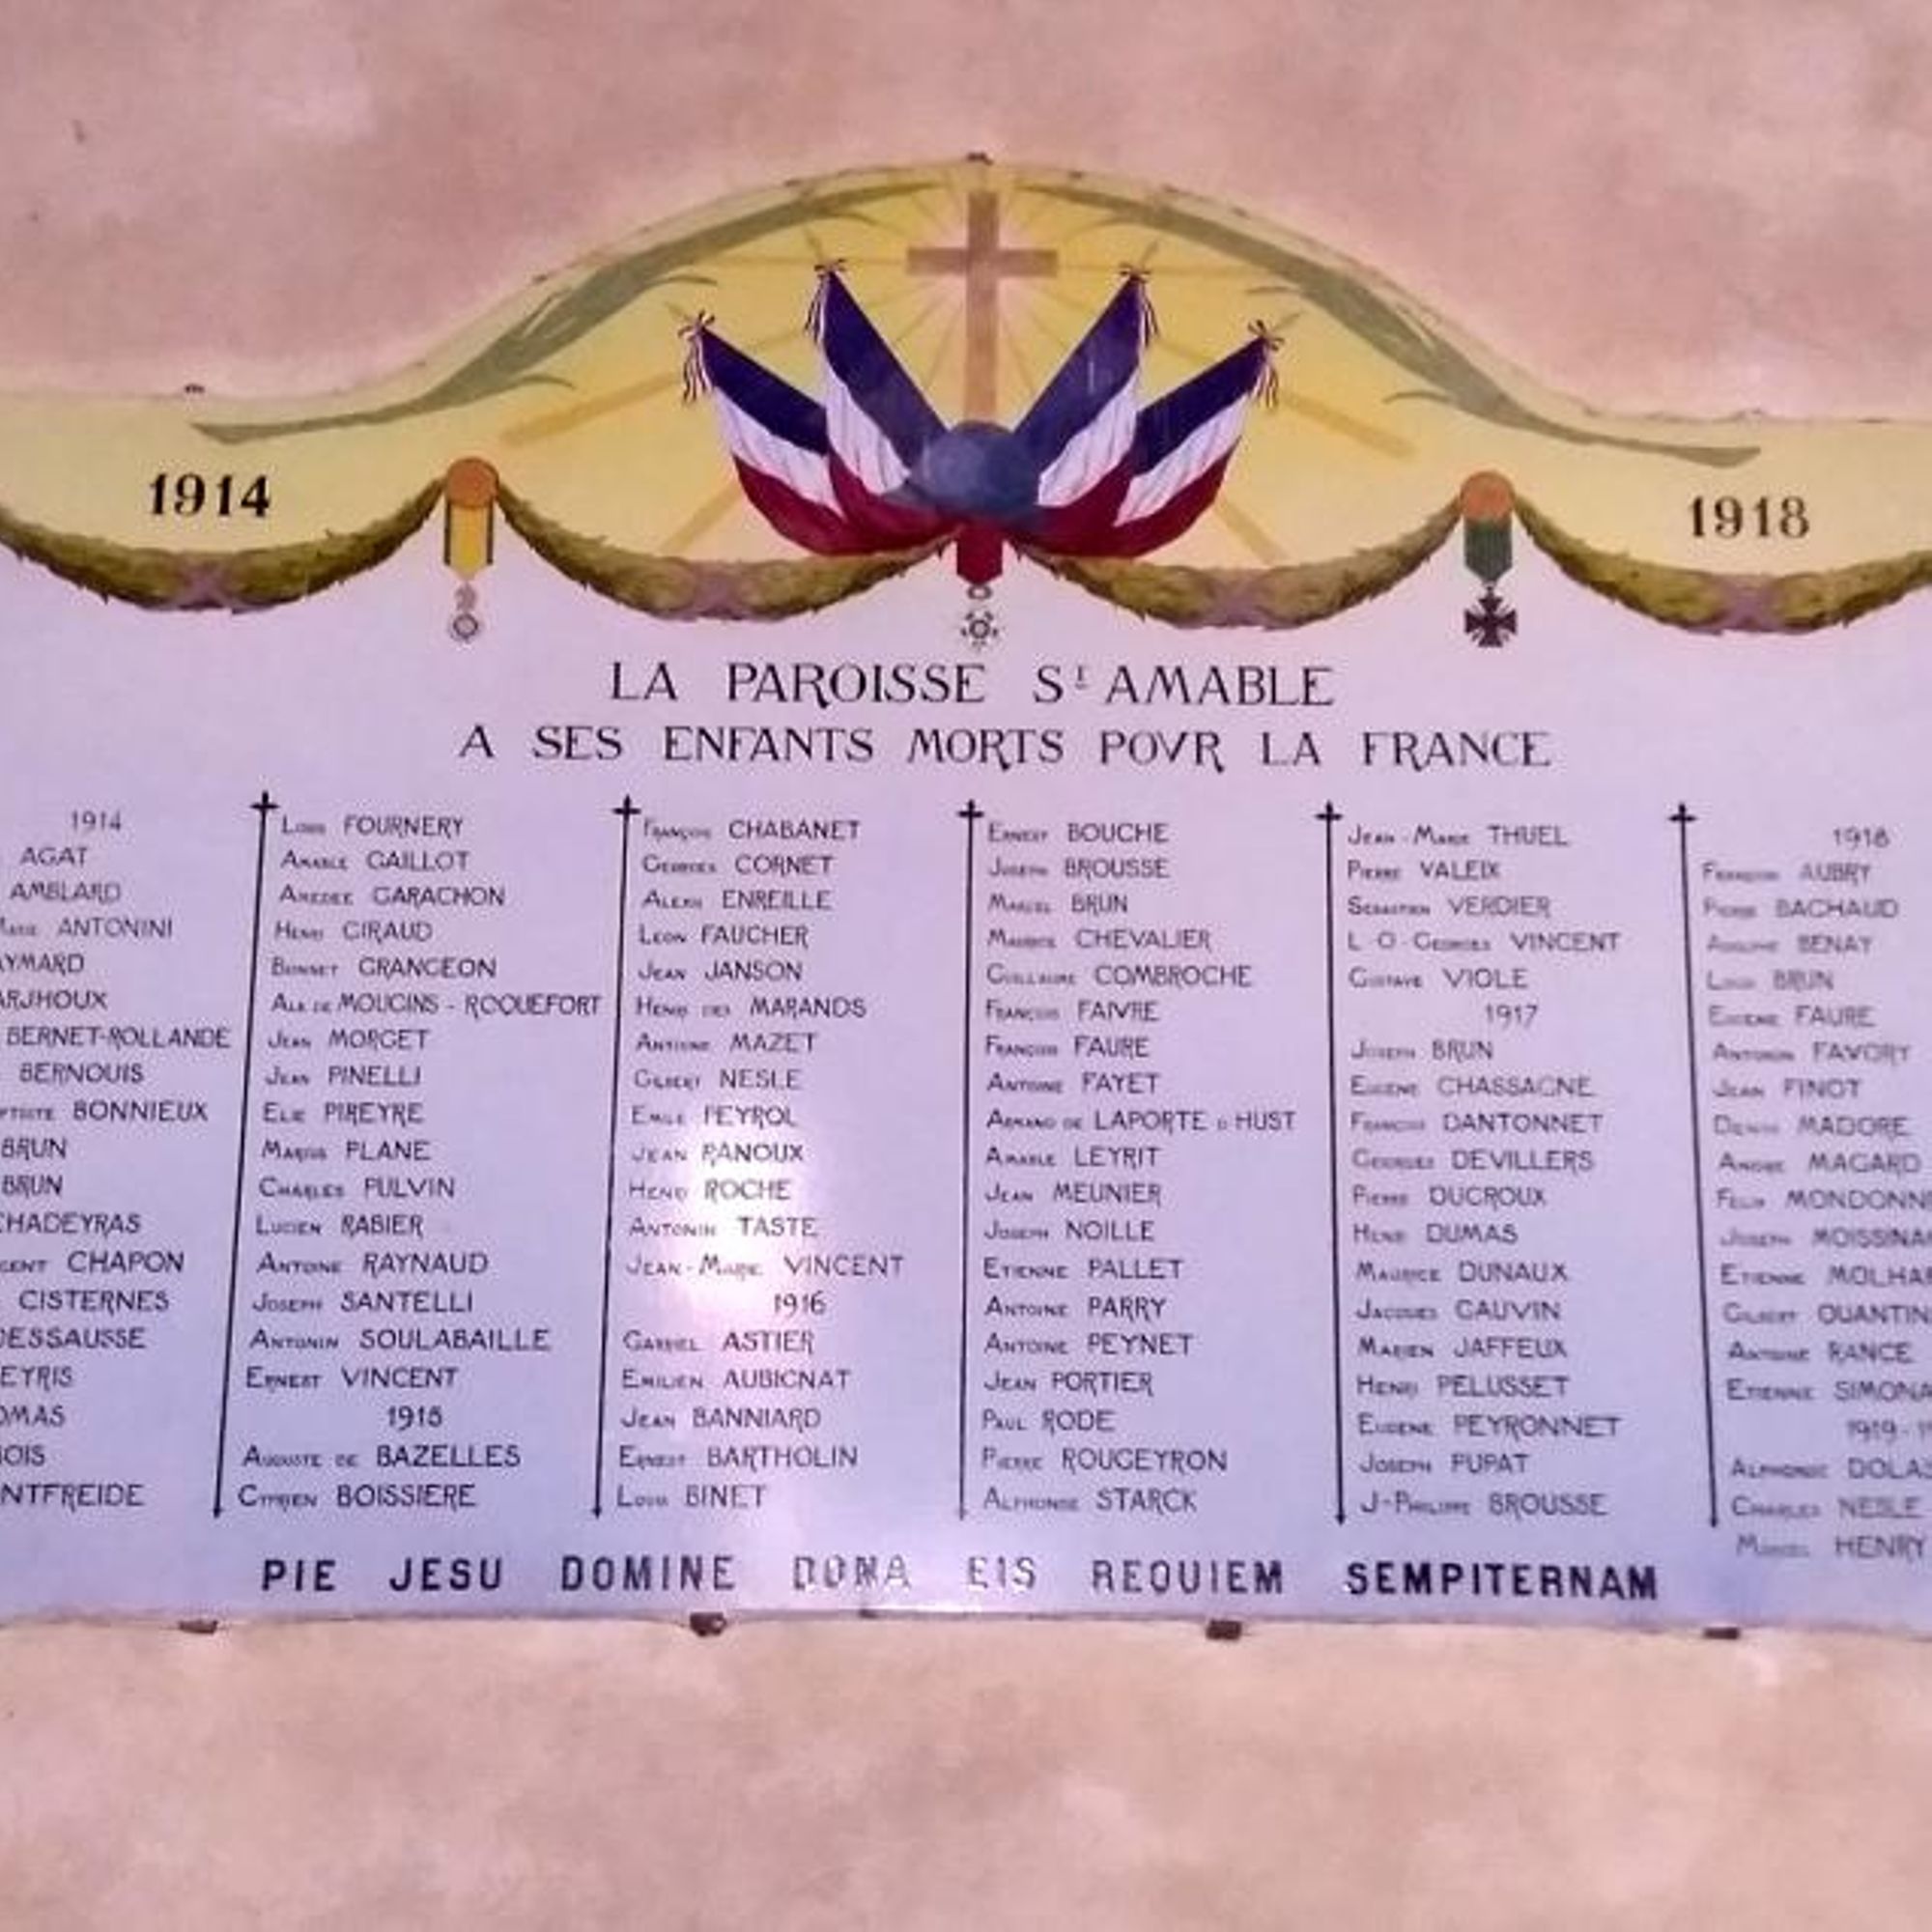 1914
1918
LA PAROISSE St AMABLE
A SES ENFANTS MORTS POVR LA FRANCE
1914
AGAT
AMBLARD
ANTONINI
BERNET-ROLLANDE
BERNOUIS
BONNIEUX
BRUN
BRUN
CHADEYRAS
CHAPON
CISTERNES
DESSAUSSE
Louis FOURNERY
Amable GAILLOT
Amedee GARACHON
Henri GIRAUD
Bonnet GRANGEON
Alx de MOUGINS - ROQUEFORT
Jean MORGET
Jean PINELLI
Elie PIREYRE
Marius PLANE
Charles PULVIN
Lucien RABIER
Antoine RAYNAUD
Joseph SANTELLI
Antonin SOULABAILLE
Ernest VINCENT
1915
Auguste de BAZELLES
Cyprien BOISSIERE
François CHABANET
Georges CORNET
Alexis ENREILLE
Leon FAUCHER
Jean JANSON
Henri des MARANDS
Antoine MAZET
Gilbert NESLE
Emile PEYROL
Jean RANOUX
Henri ROCHE
Antonin TASTE
Jean-Marie VINCENT
1916
Gabriel ASTIER
Emilien AUBIGNAT
Jean BANNIARD
Ernest BARTHOLIN
Louis BINET
Ernest BOUCHE
Joseph BROUSSE
Marcel BRUN
Maurice CHEVALIER
Guillaume COMBROCHE
François FAIVRE
François FAURE
Antoine FAYET
Armand de LAPORTE d HUST
Amable LEYRIT
Jean MEUNIER
Joseph NOILLE
Etienne PALLET
Antoine PARRY
Antoine PEYNET
Jean PORTIER
Paul RODE
Pierre ROUGEYRON
Alphonse STARCK
Jean-Marie THUEL
Pierre VALEIX
Sebastien VERDIER
L-O-Georges VINCENT
Gustave VIOLE
1917
Joseph BRUN
Eugene CHASSAGNE
François DANTONNET
Georges DEVILLERS
Pierre DUCROUX
Henri DUMAS
Maurice DUNAUX
Jacques GAUVIN
Marien JAFFEUX
Henri PELUSSET
Eugene PEYRONNET
Joseph PUPAT
J-Philippe BROUSSE
1918
François AUBRY
Pierre BACHAUD
Adolphe BENAY
Louis BRUN
Eugene FAURE
Antonin FAVORY
Jean FINOT
Denis MADORE
Andre MAGARD
Felix
Joseph
Etienne
Gilbert
Antoine RANCE
Etienne
1919
Alphonse
Charles NESLE
Marcel HENRY
PIE JESU DOMINE DONA EIS REQUIEM SEMPITERNAM